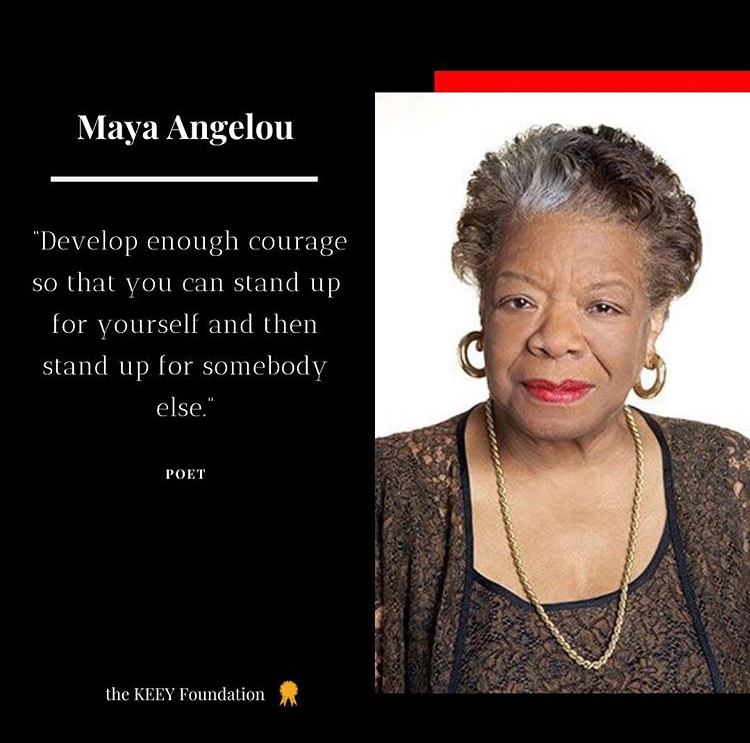 Maya Angelou
"Develop enough courage
so that you can stand up
for yourself and then
stand up for somebody
else."
POET
the KEEY Foundation